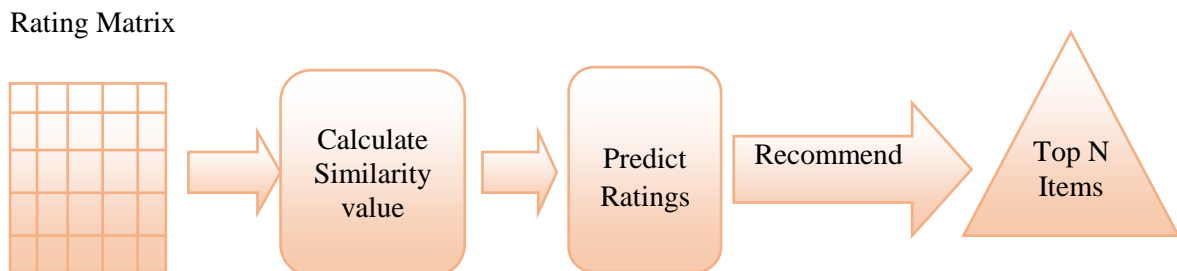 Rating Matrix
Calculate
Similarity
value
Predict
Ratings
Recommend
Top N
Items